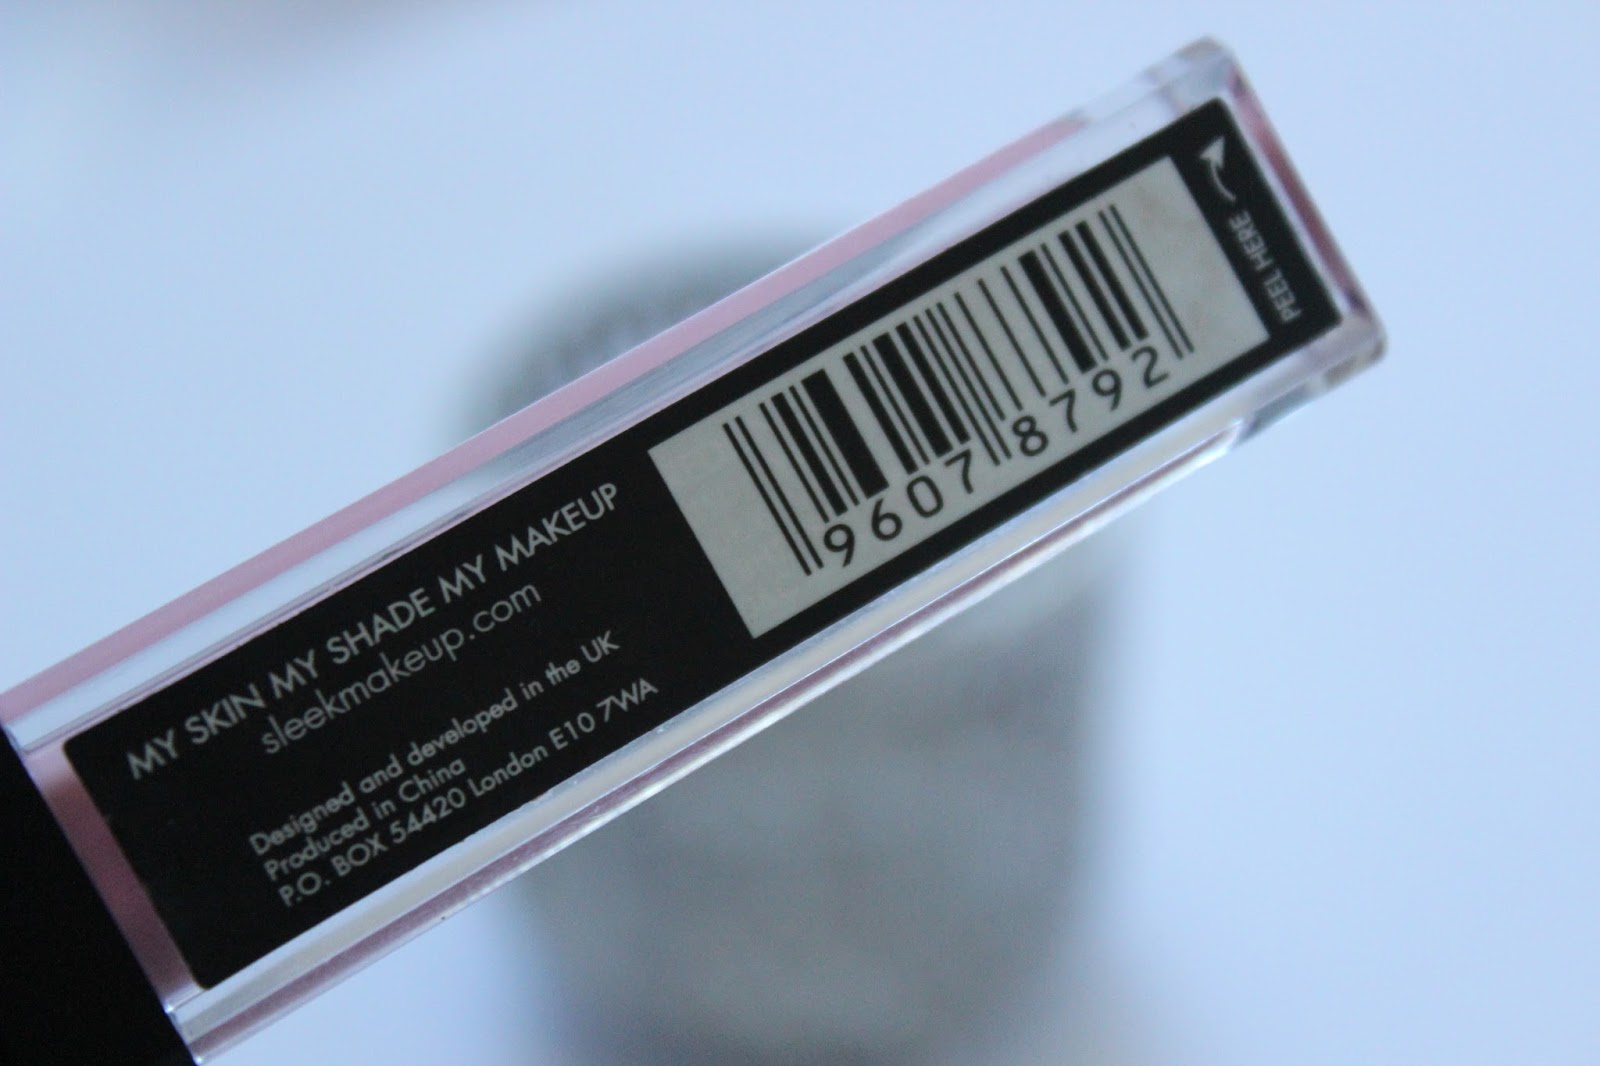 MY SKIN MY SHADE MY MAKEUP
sleekmakeup.com
Designed and developed in the UK
Produced in China
P.O. BOX 54420 London E10 7WA
9607 8792
PEEL HERE